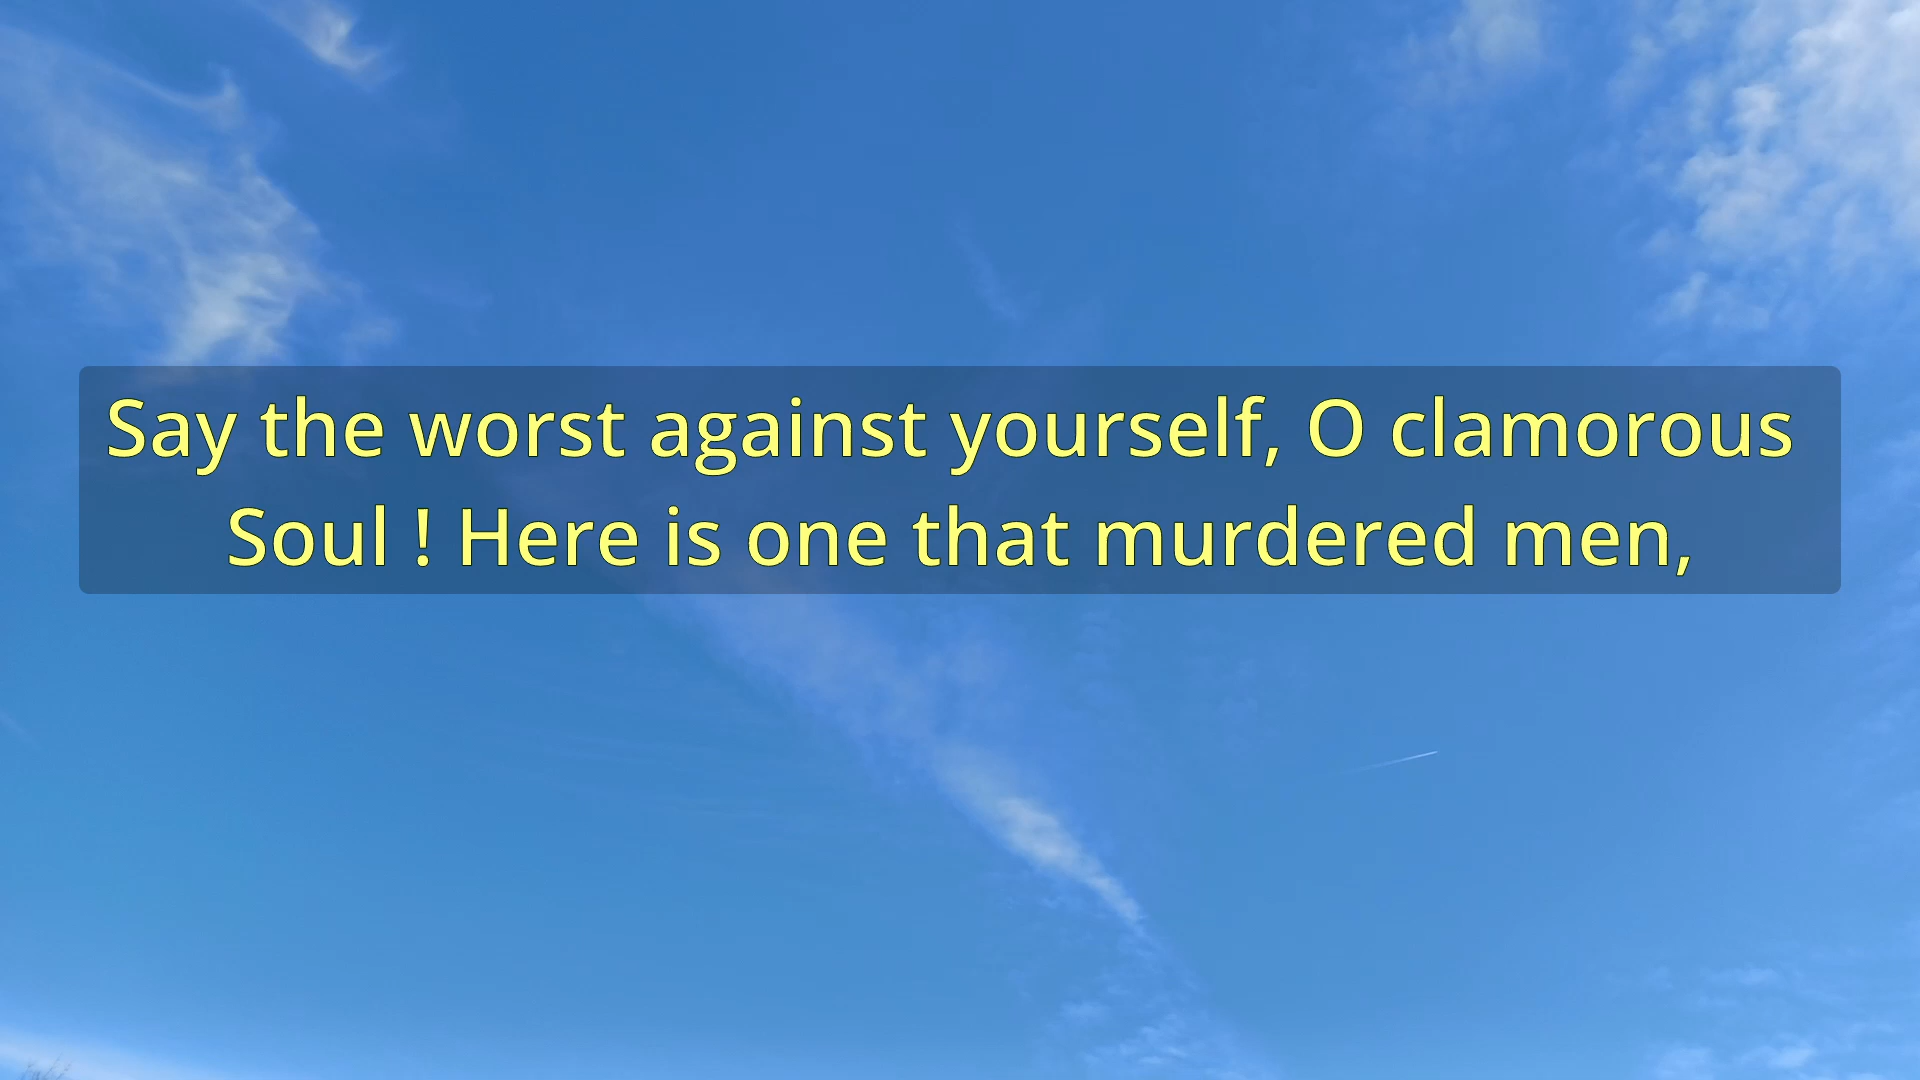 Say the worst against yourself, O clamorous
Soul ! Here is one that murdered men,